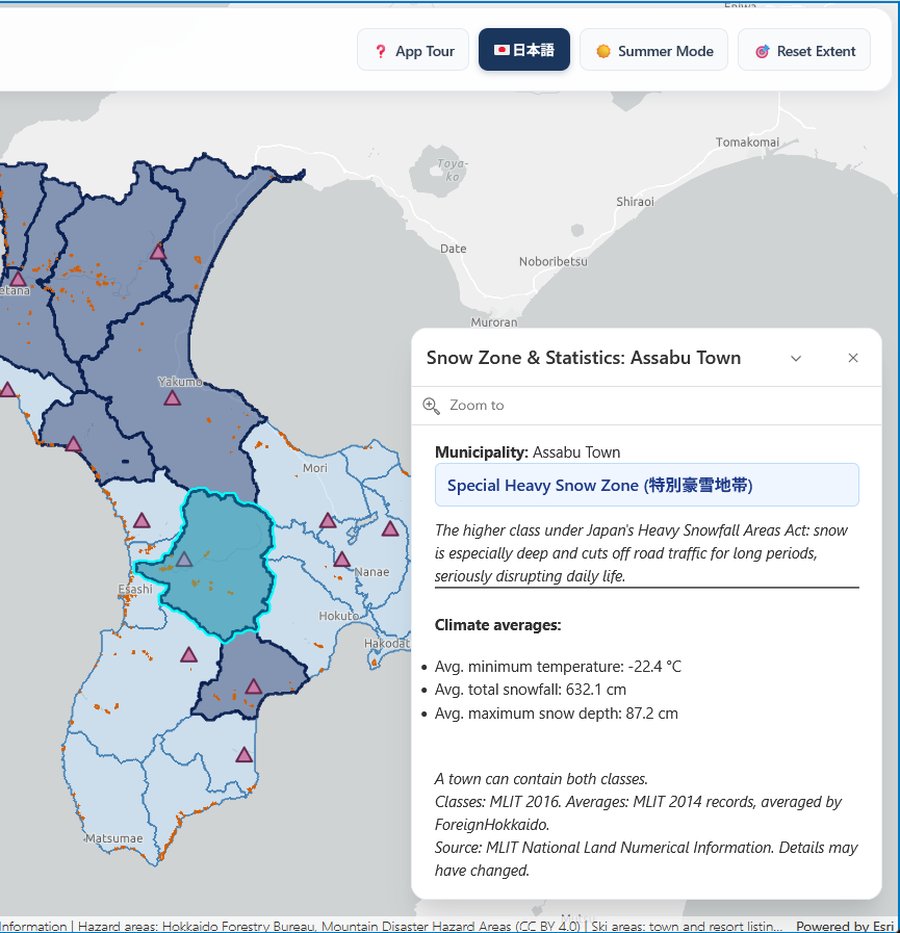 App Tour
日本語
Summer Mode
Reset Extent
Toya-
ko
Tomakomai
Shiraoi
Date
Noboribetsu
Muroran
etana
Yakumo
Mori
Nanae
Esashi
Hokuto
Hakodat
Matsumae
Snow Zone & Statistics: Assabu Town
Zoom to
Municipality: Assabu Town
Special Heavy Snow Zone (特別豪雪地帯)
The higher class under Japan's Heavy Snowfall Areas Act: snow
is especially deep and cuts off road traffic for long periods,
seriously disrupting daily life.
Climate averages:
• Avg. minimum temperature: -22.4 °C
• Avg. total snowfall: 632.1 cm
• Avg. maximum snow depth: 87.2 cm
A town can contain both classes.
Classes: MLIT 2016. Averages: MLIT 2014 records, averaged by
ForeignHokkaido.
Source: MLIT National Land Numerical Information. Details may
have changed.
nformation | Hazard areas: Hokkaido Forestry Bureau, Mountain Disaster Hazard Areas (CC BY 4.0) | Ski areas: town and resort listin... Powered by Esri